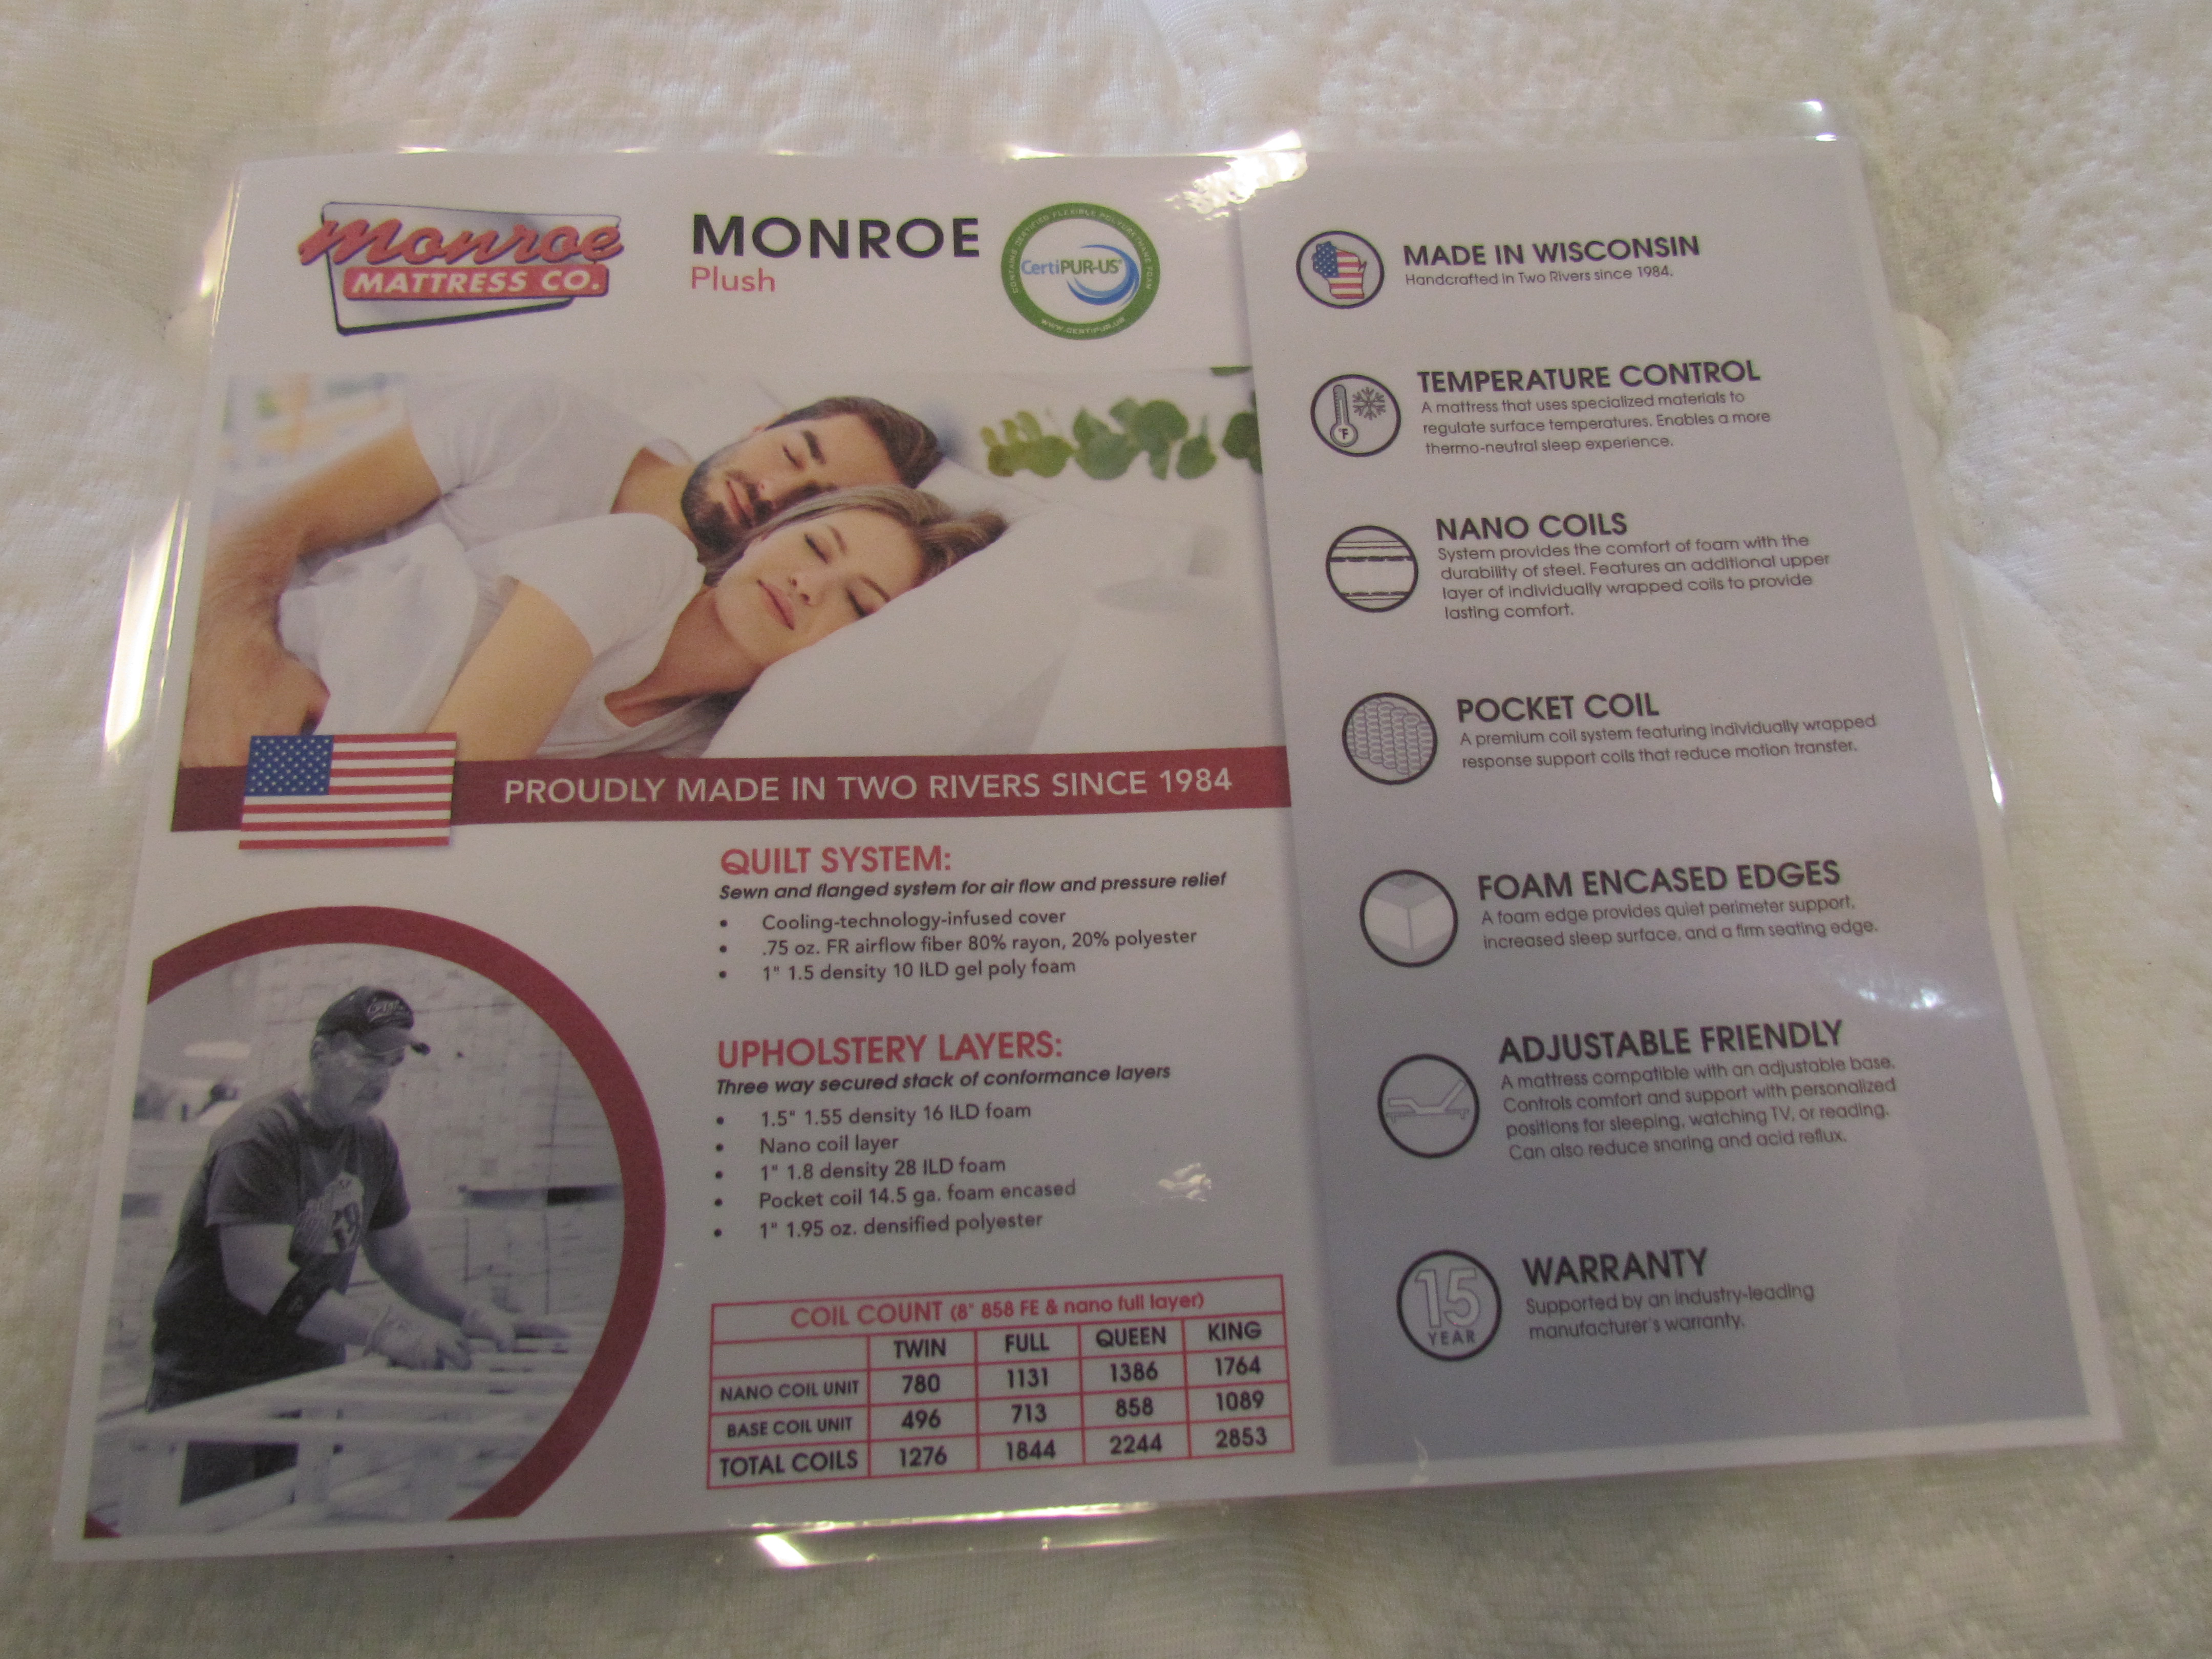 Monroe
MATTRESS CO.
MONROE
Plush
CONTAINS CERTIFIED FLEXIBLE POLYURETHANE FOAM
CertiPUR-US®
WWW.CERTIPUR.US
PROUDLY MADE IN TWO RIVERS SINCE 1984
QUILT SYSTEM:
Sewn and flanged system for air flow and pressure relief
• Cooling-technology-infused cover
• .75 oz. FR airflow fiber 80% rayon, 20% polyester
• 1" 1.5 density 10 ILD gel poly foam
UPHOLSTERY LAYERS:
Three way secured stack of conformance layers
• 1.5" 1.55 density 16 ILD foam
• Nano coil layer
• 1" 1.8 density 28 ILD foam
• Pocket coil 14.5 ga. foam encased
• 1" 1.95 oz. densified polyester
COIL COUNT (8" 858 FE & nano full layer)
TWIN FULL QUEEN KING
NANO COIL UNIT 780 1131 1386 1764
BASE COIL UNIT 496 713 858 1089
TOTAL COILS 1276 1844 2244 2853
MADE IN WISCONSIN
Handcrafted in Two Rivers since 1984.
°F
TEMPERATURE CONTROL
A mattress that uses specialized materials to
regulate surface temperatures. Enables a more
thermo-neutral sleep experience.
NANO COILS
System provides the comfort of foam with the
durability of steel. Features an additional upper
layer of individually wrapped coils to provide
lasting comfort.
POCKET COIL
A premium coil system featuring individually wrapped
response support coils that reduce motion transfer.
FOAM ENCASED EDGES
A foam edge provides quiet perimeter support,
increased sleep surface, and a firm seating edge.
ADJUSTABLE FRIENDLY
A mattress compatible with an adjustable base.
Controls comfort and support with personalized
positions for sleeping, watching TV, or reading.
Can also reduce snoring and acid reflux.
15
YEAR
WARRANTY
Supported by an industry-leading
manufacturer's warranty.